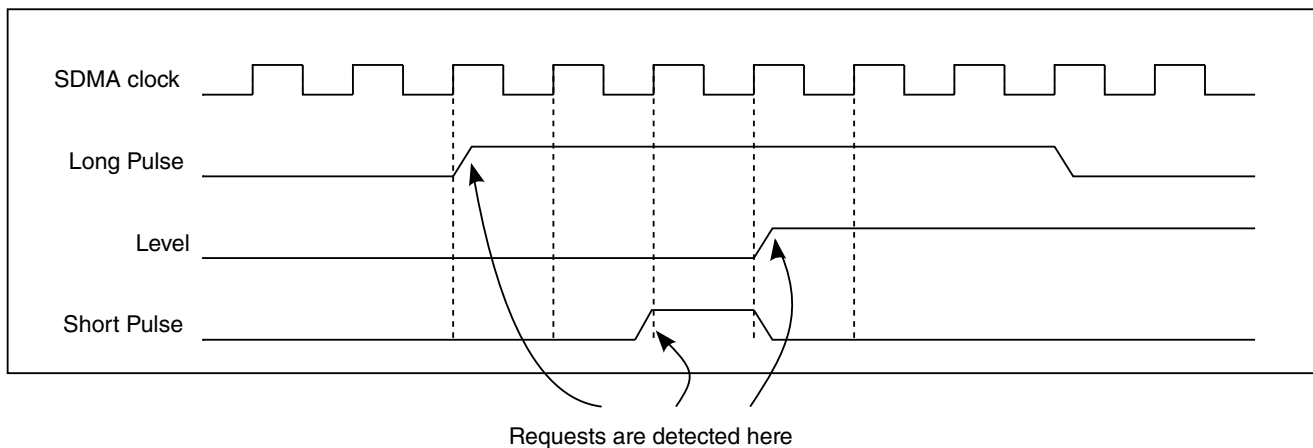 SDMA clock
Long Pulse
Level
Short Pulse
Requests are detected here